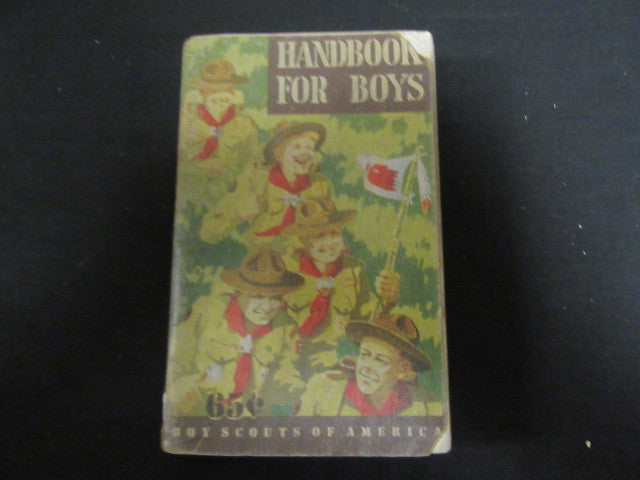 HANDBOOK
FOR BOYS
65¢
BOY SCOUTS OF AMERICA